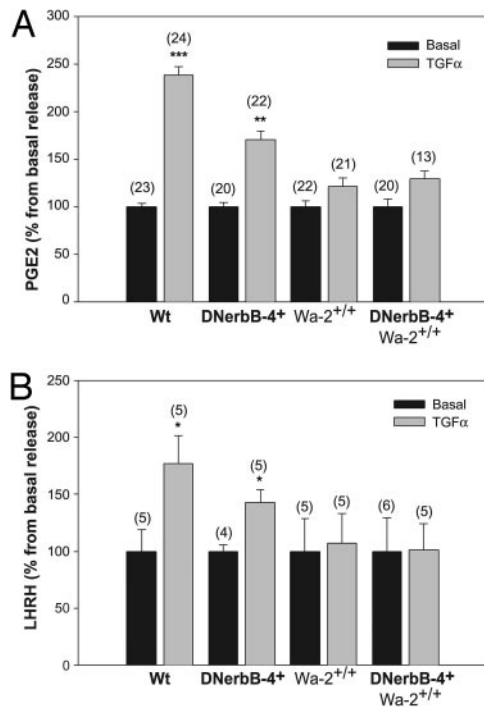 A
PGE2 (% from basal release)
300
250
200
150
100
50
0
Basal
TGFα
(23)
(24)
***
(20)
(22)
**
(22)
(21)
(20)
(13)
Wt
DNerbB-4+
Wa-2+/+
DNerbB-4+
Wa-2+/+
B
LHRH (% from basal release)
250
200
150
100
50
0
Basal
TGFα
(5)
(5)
*
(4)
(5)
*
(5)
(5)
(6)
(5)
Wt
DNerbB-4+
Wa-2+/+
DNerbB-4+
Wa-2+/+